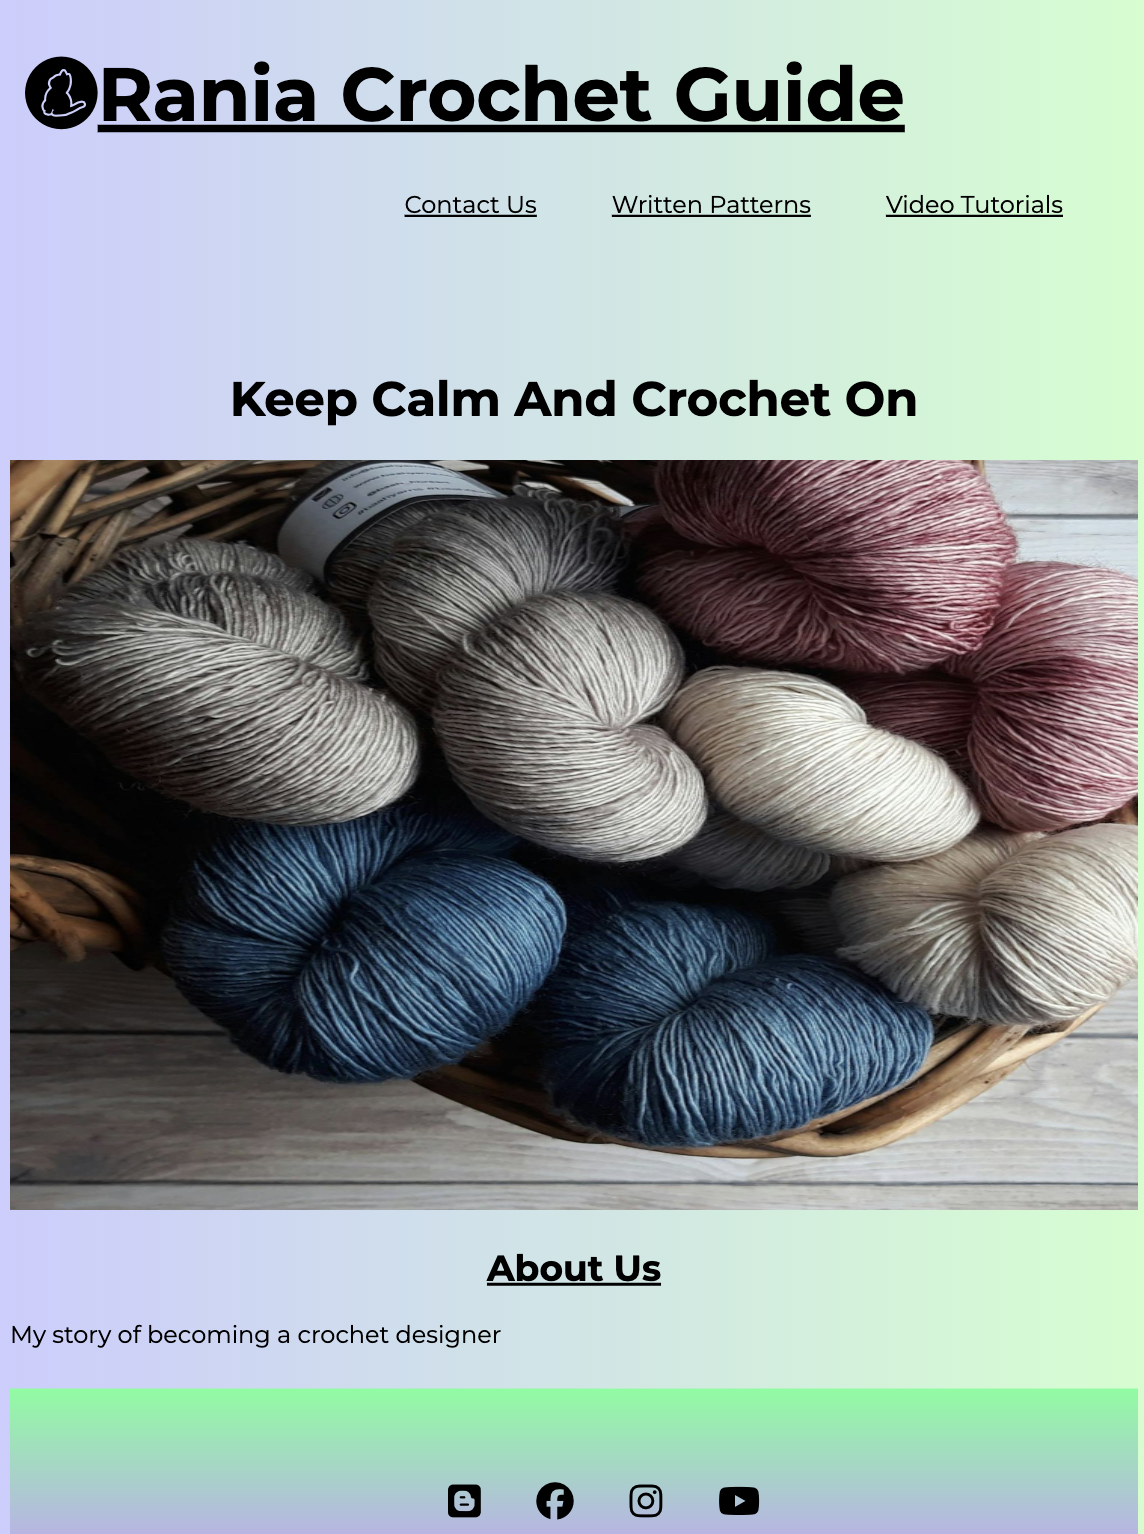 Rania Crochet Guide
Contact Us Written Patterns Video Tutorials
Keep Calm And Crochet On
About Us
My story of becoming a crochet designer